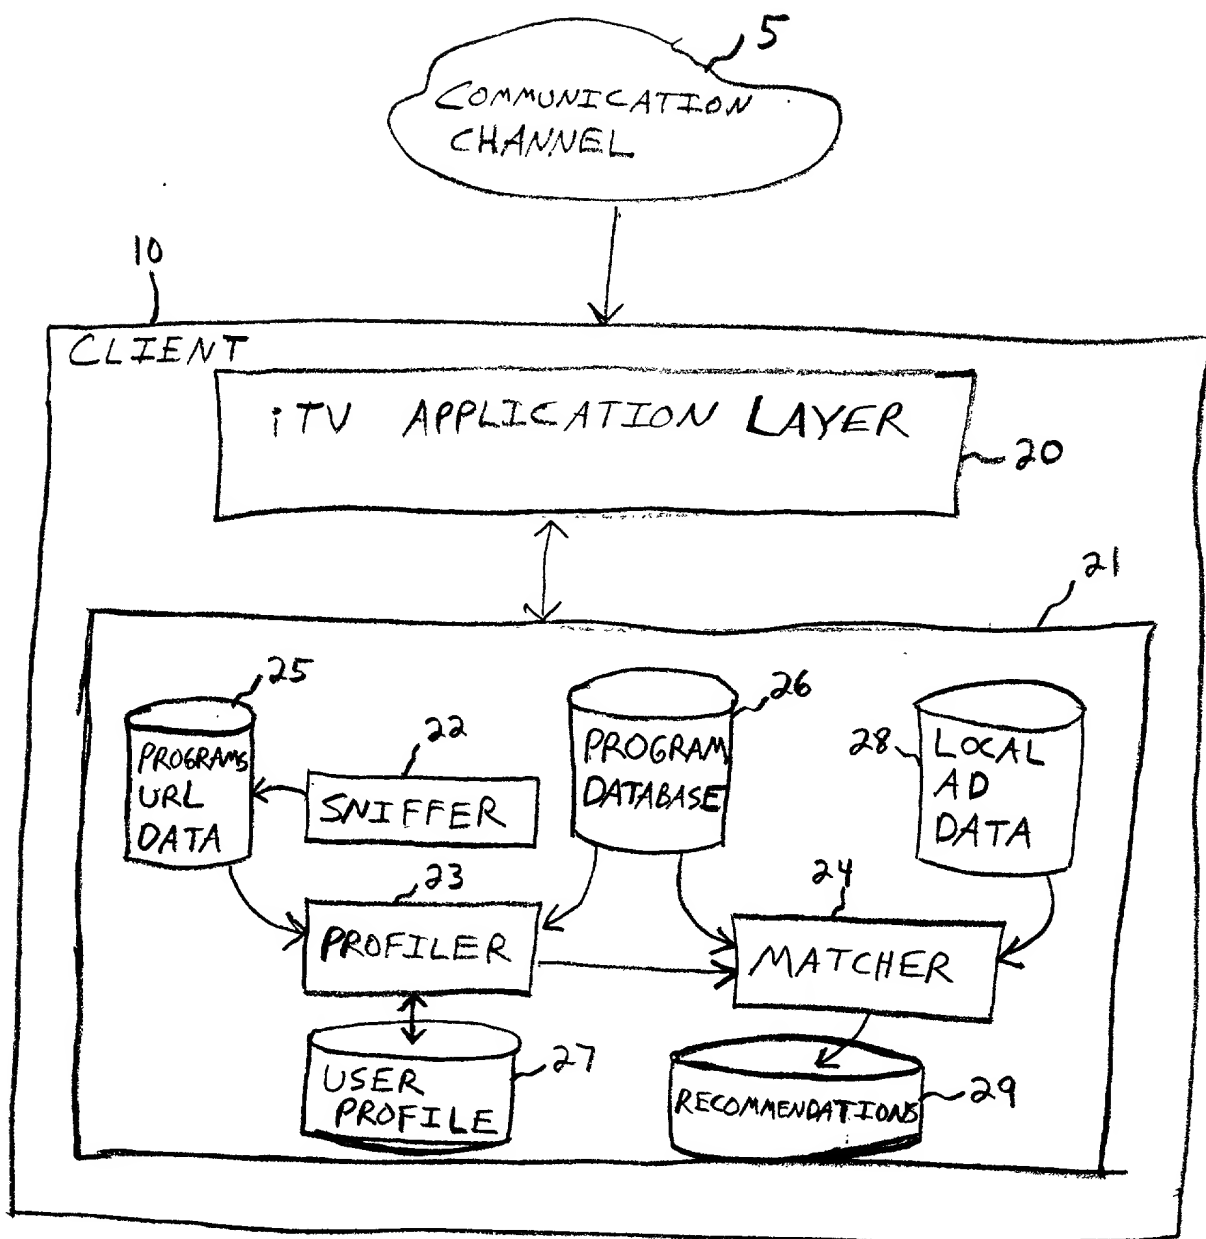 5
COMMUNICATION
CHANNEL
10
CLIENT
iTV APPLICATION LAYER
20
21
25
PROGRAMS
URL
DATA
22
SNIFFER
26
PROGRAM
DATABASE
28
LOCAL
AD
DATA
23
PROFILER
24
MATCHER
27
USER
PROFILE
29
RECOMMENDATIONS